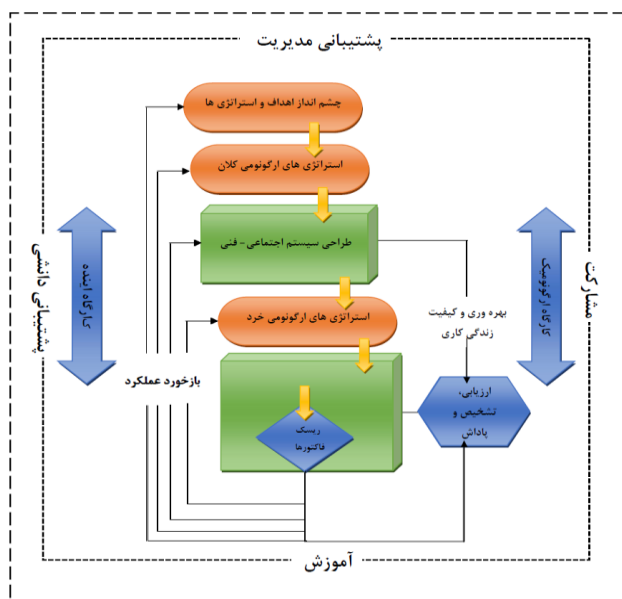 پشتیبانی مدیریت
چشم انداز اهداف و استراتژی ها
استراتژی های ارگونومی کلان
طراحی سیستم اجتماعی - فنی
استراتژی های ارگونومی خرد
ریسک
فاکتورها
مشارکت
کارگاه ارگونومیک
بهره وری و کیفیت
زندگی کاری
ارزیابی،
تشخیص و
پاداش
بازخورد عملکرد
کارگاه اینده
پشتیبانی دانشی
آموزش